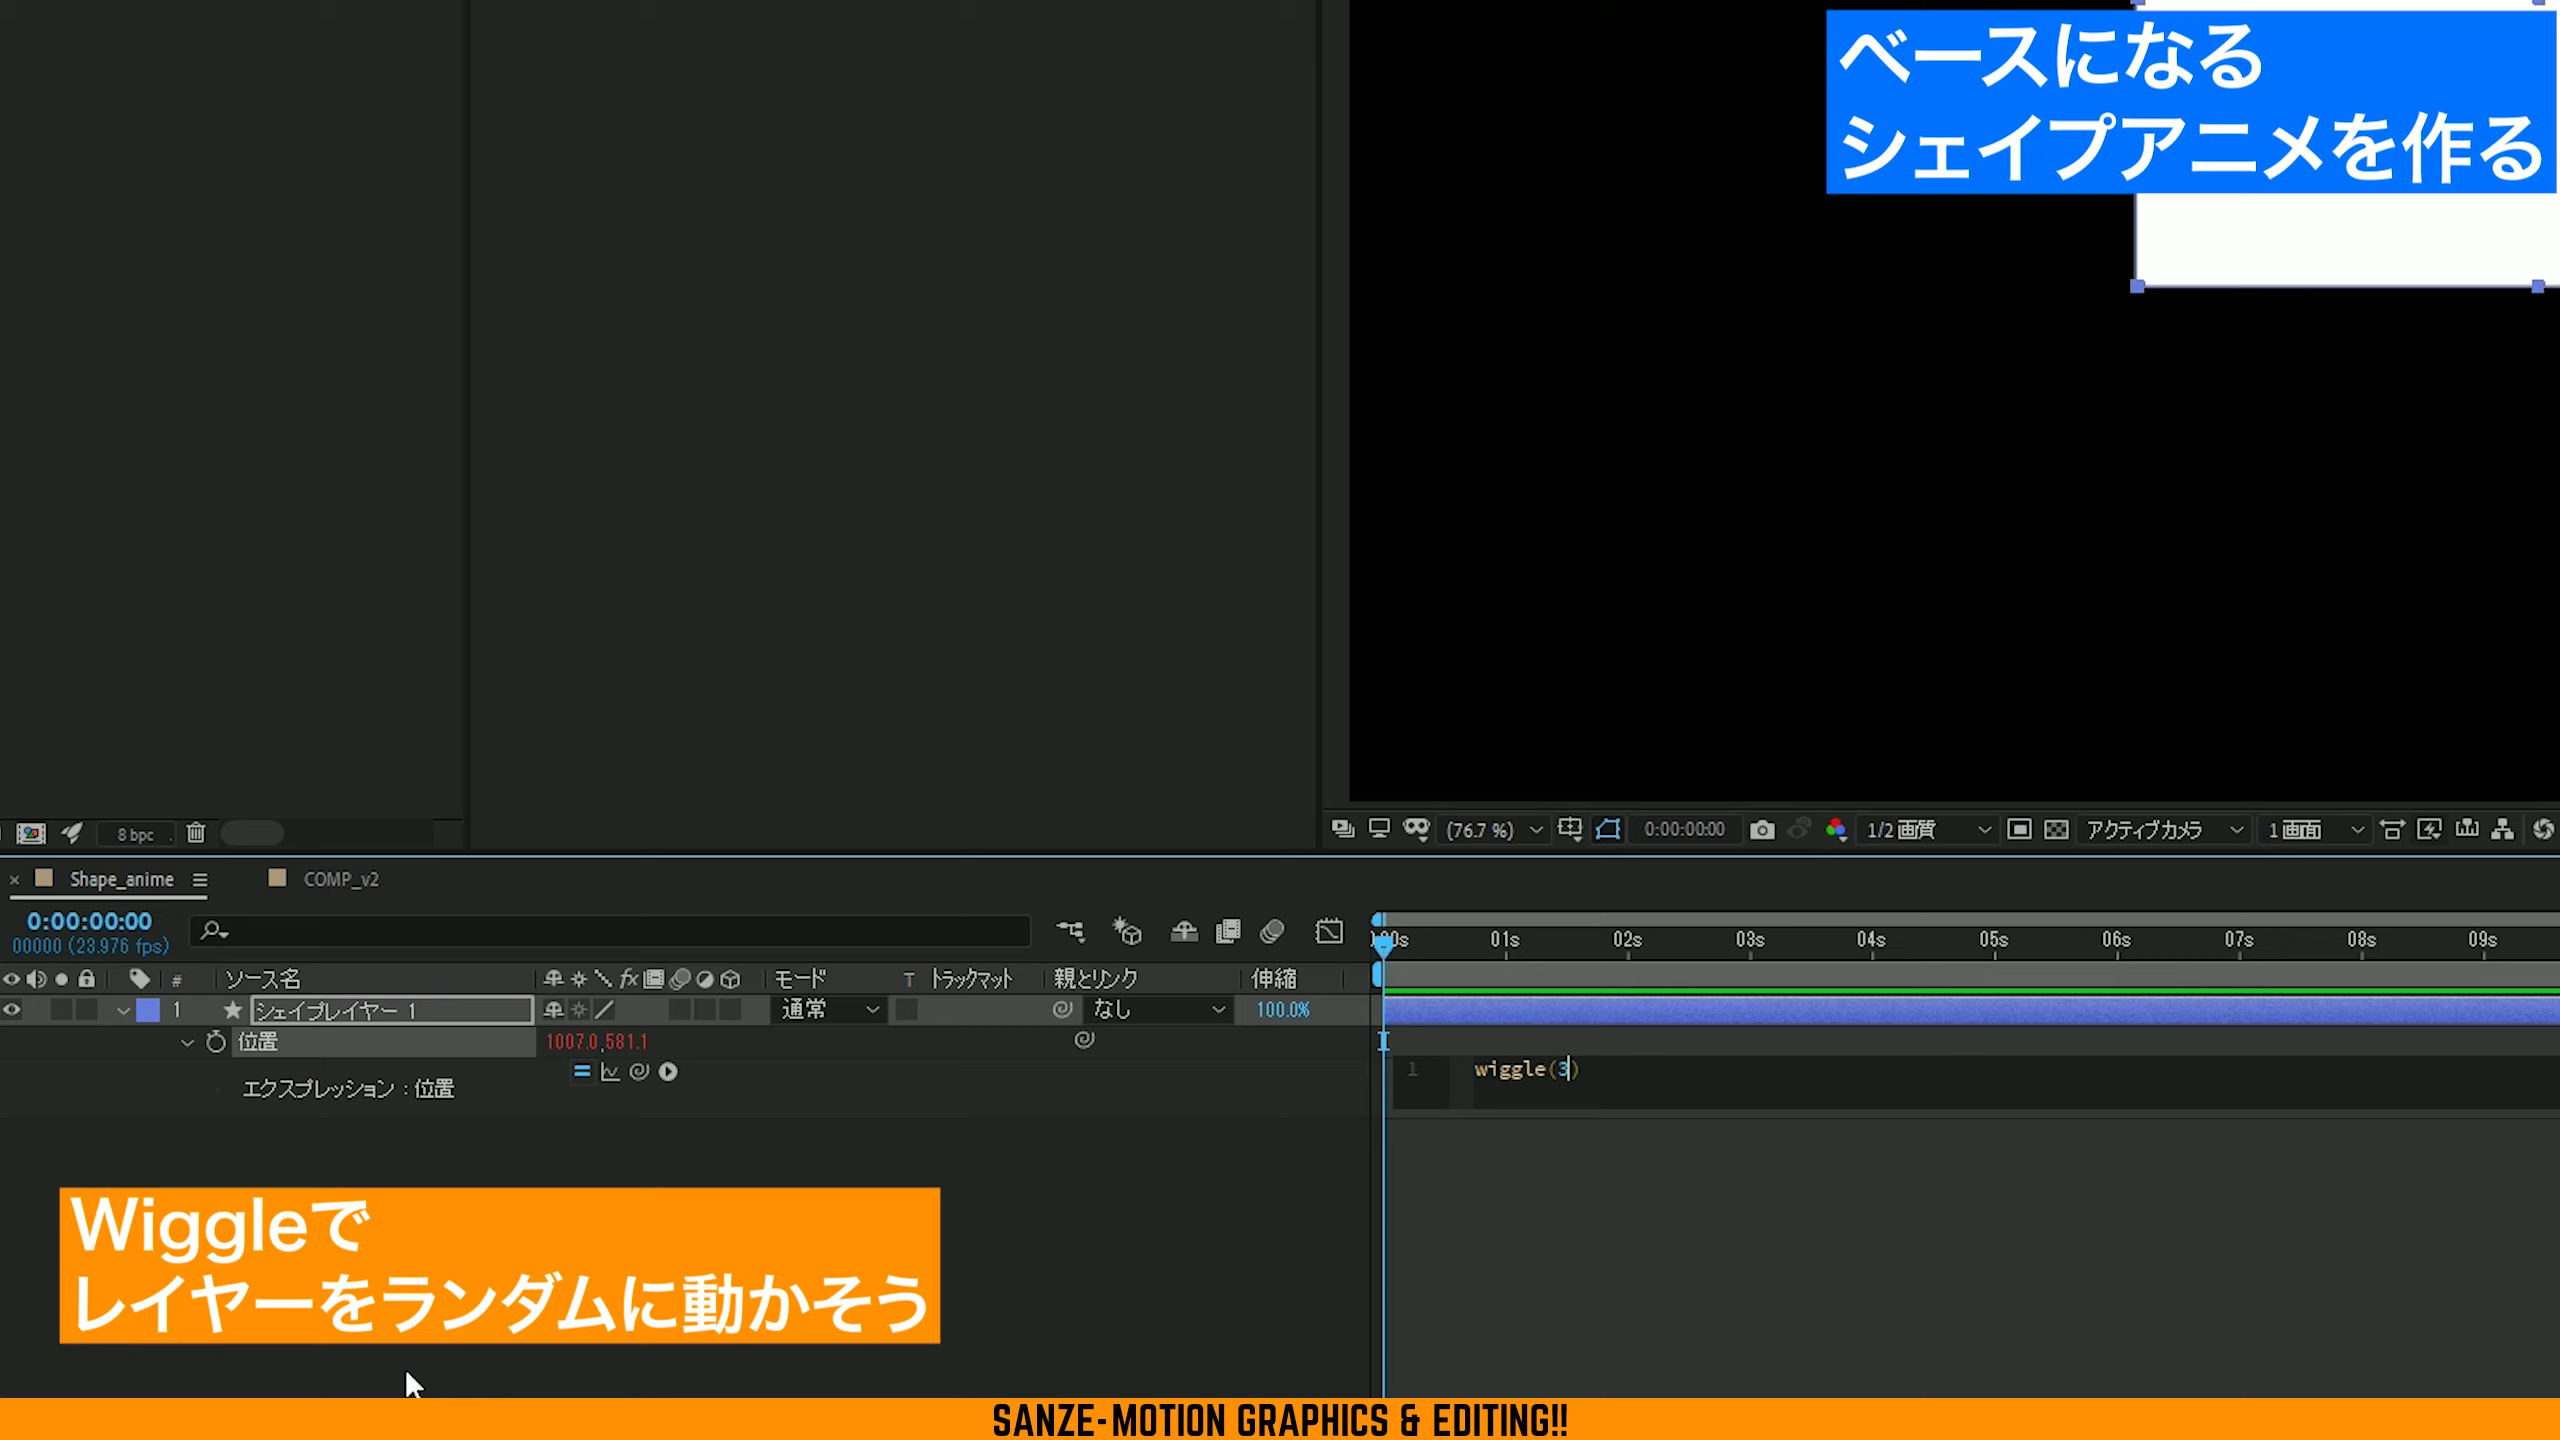 ベースになる
シェイプアニメを作る
8 bpc
(76.7 %)
0:00:00:00
1/2 画質
アクティブカメラ
1 画面
Shape_anime
COMP_v2
0:00:00:00
00000 (23.976 fps)
01s 02s 03s 04s 05s 06s 07s 08s 09s
# ソース名 fx モード T トラックマット 親とリンク 伸縮
1 シェイプレイヤー 1 通常 なし 100.0%
位置 1007.0,581.1
1 wiggle(3)
エクスプレッション : 位置
Wiggleで
レイヤーをランダムに動かそう
SANZE-MOTION GRAPHICS & EDITING!!